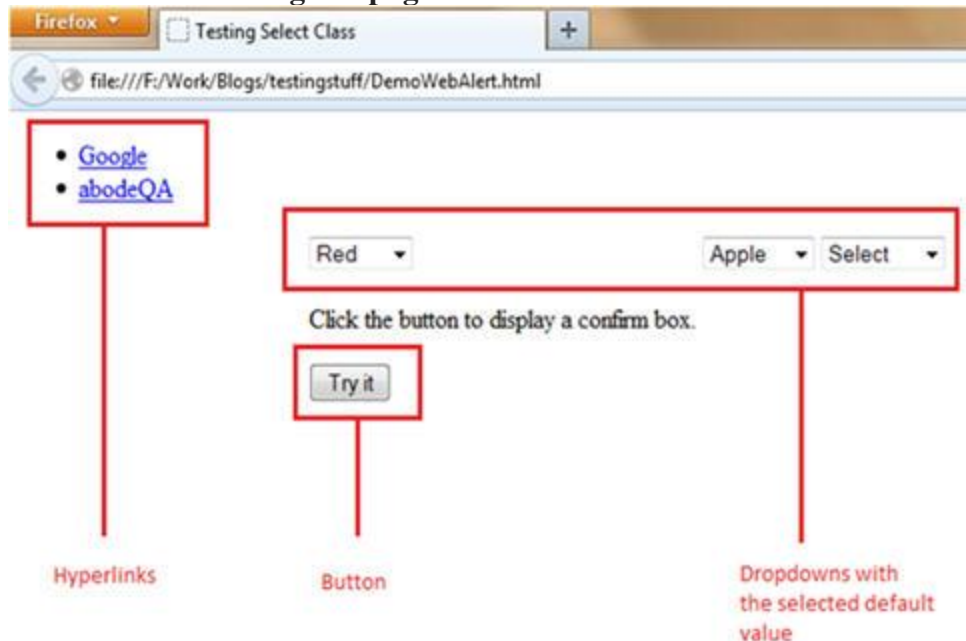 Firefox
Testing Select Class
+
file:///F:/Work/Blogs/testingstuff/DemoWebAlert.html
• Google
• abodeQA
Red Apple Select
Click the button to display a confirm box.
Try it
Hyperlinks
Button
Dropdowns with
the selected default
value